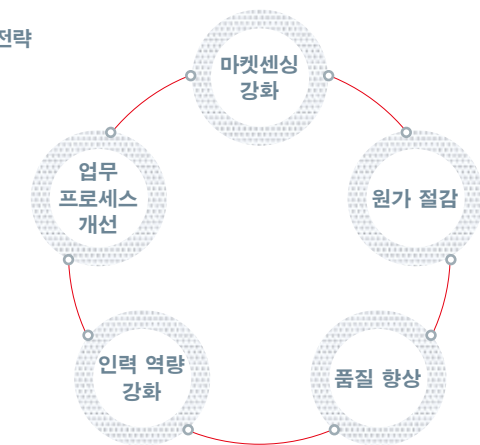 전략
마켓센싱
강화
업무
프로세스
개선
원가 절감
인력 역량
강화
품질 향상